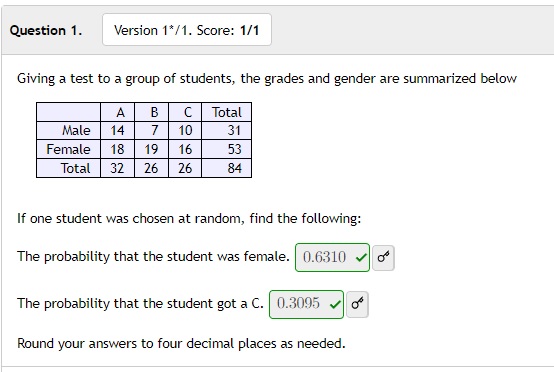 Question 1. Version 1*/1. Score: 1/1
Giving a test to a group of students, the grades and gender are summarized below
A B C Total
Male 14 7 10 31
Female 18 19 16 53
Total 32 26 26 84
If one student was chosen at random, find the following:
The probability that the student was female. 0.6310
The probability that the student got a C. 0.3095
Round your answers to four decimal places as needed.